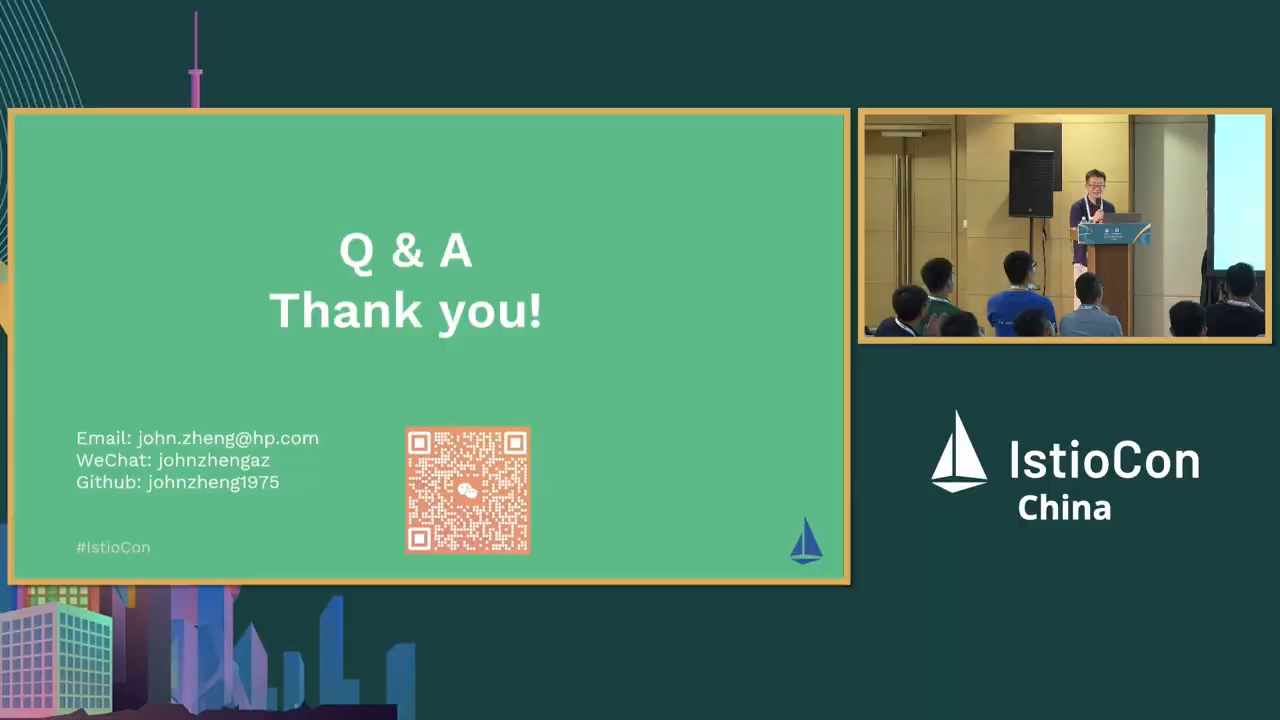 Q & A
Thank you!
Email: john.zheng@hp.com
WeChat: johnzhengaz
Github: johnzheng1975
#IstioCon
IstioCon
China